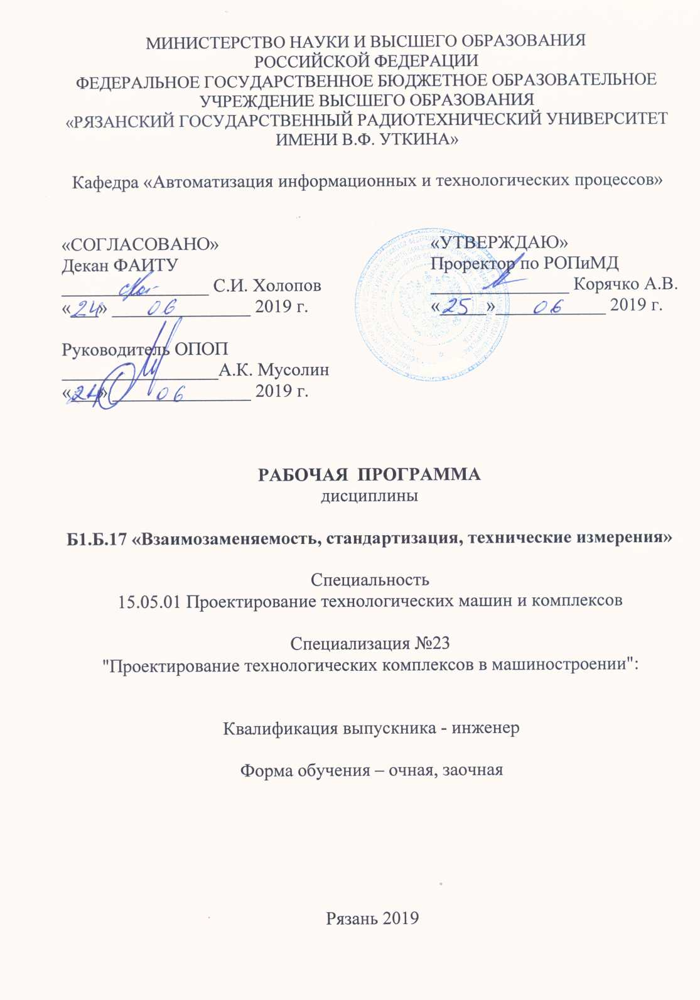 МИНИСТЕРСТВО НАУКИ И ВЫСШЕГО ОБРАЗОВАНИЯ
РОССИЙСКОЙ ФЕДЕРАЦИИ
ФЕДЕРАЛЬНОЕ ГОСУДАРСТВЕННОЕ БЮДЖЕТНОЕ ОБРАЗОВАТЕЛЬНОЕ
УЧРЕЖДЕНИЕ ВЫСШЕГО ОБРАЗОВАНИЯ
«РЯЗАНСКИЙ ГОСУДАРСТВЕННЫЙ РАДИОТЕХНИЧЕСКИЙ УНИВЕРСИТЕТ
ИМЕНИ В.Ф. УТКИНА»
Кафедра «Автоматизация информационных и технологических процессов»
«СОГЛАСОВАНО»
Декан ФАИТУ
С.И. Холопов
«24» 06 2019 г.
Руководитель ОПОП
А.К. Мусолин
«24» 06 2019 г.
«УТВЕРЖДАЮ»
Проректор по РОПиМД
Корячко А.В.
«25» 06 2019 г.
РАБОЧАЯ ПРОГРАММА
дисциплины
Б1.Б.17 «Взаимозаменяемость, стандартизация, технические измерения»
Специальность
15.05.01 Проектирование технологических машин и комплексов
Специализация №23
"Проектирование технологических комплексов в машиностроении":
Квалификация выпускника - инженер
Форма обучения – очная, заочная
Рязань 2019